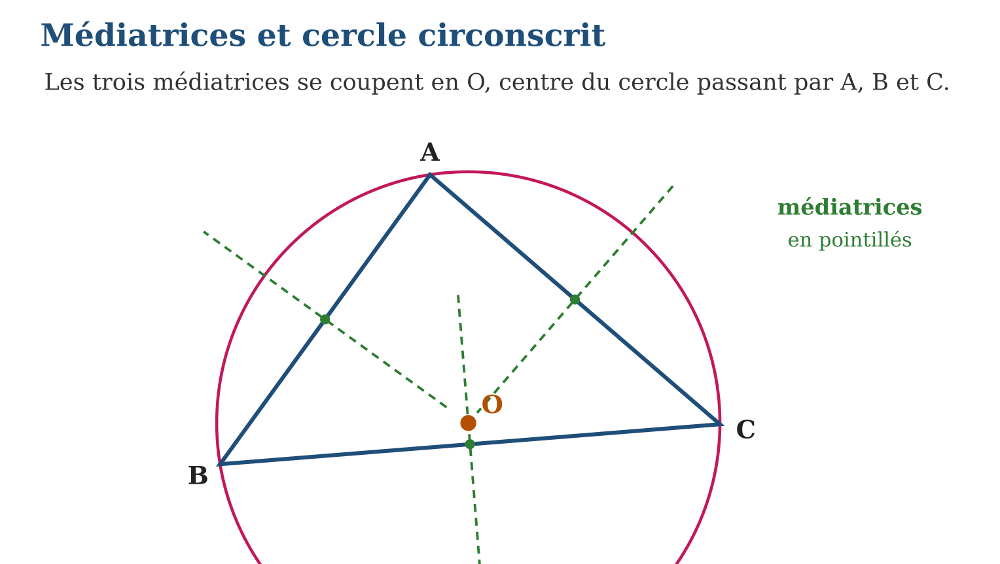 Médiatrices et cercle circonscrit
Les trois médiatrices se coupent en O, centre du cercle passant par A, B et C.
A
médiatrices
en pointillés
O
C
B